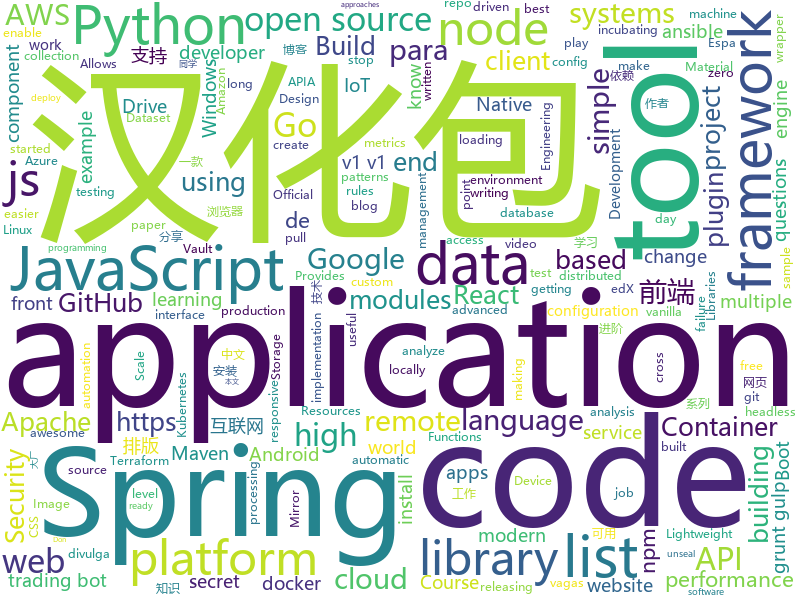 approaches
AWS
Python
open source
node
systems
driven
repo
best
incubating
wrapper
enable
work
collection
支持
Build
para
client
developer
Windows
博客
同学
stop
IoT
know
written
make
play
config
Espa
machine
ansible
Material
zero
framework
component
汉化包
tool
Allows
Drive
long
Amazon
Go
APIA
Design
create
Native
loading
依赖
作者
simple
Engineering
example
Dataset
metrics
Azure
started
js
testing
patterns
v1 v1
end
environment
writing
Development
project
plugin
engine
questions
easier
Linux
一款
浏览器
Official
rules
blog
point
database
day
using
de
management
paper
分享
Vault
pull
access
video
change
学习
test
sample
JavaScript
Google
data
based
distributed
getting
edX
前端
multiple
front
GitHub
learning
modules
React
interface
技术
production
useful
implementation
advanced
configuration
进阶
Libraries
failure
vanilla
application
automation
Scale
Kubernetes
中文
安装
本文
custom
Storage
responsive
locally
analyze
cross
free
网页
git
系列
headless
making
Apache
https
互联网
remote
language
Container
排版
high
world
service
building
Boot
awesome
Maven
Resources
Android
apps
built
analysis
Functions
grunt gulp
Security
大厂
source
Terraform
automatic
Spring
code
processing
Image
CSS
level
ready
Mirror
install
modern
Device
job
工作
npm
Lightweight
unseal
可用
API
web
platform
library
list
performance
trading bot
divulga
知识
secret
docker
cloud
Course
releasing
website
vagas
deploy
programming
Provides
software